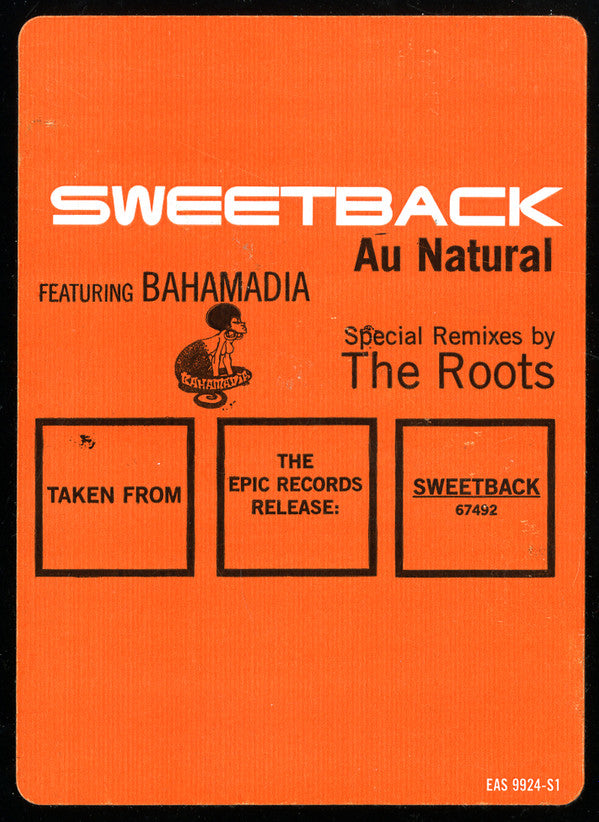 SWEETBACK
Au Natural
FEATURING BAHAMADIA
BAHAMADIA
Special Remixes by
The Roots
TAKEN FROM
THE
EPIC RECORDS
RELEASE:
SWEETBACK
67492
EAS 9924-S1